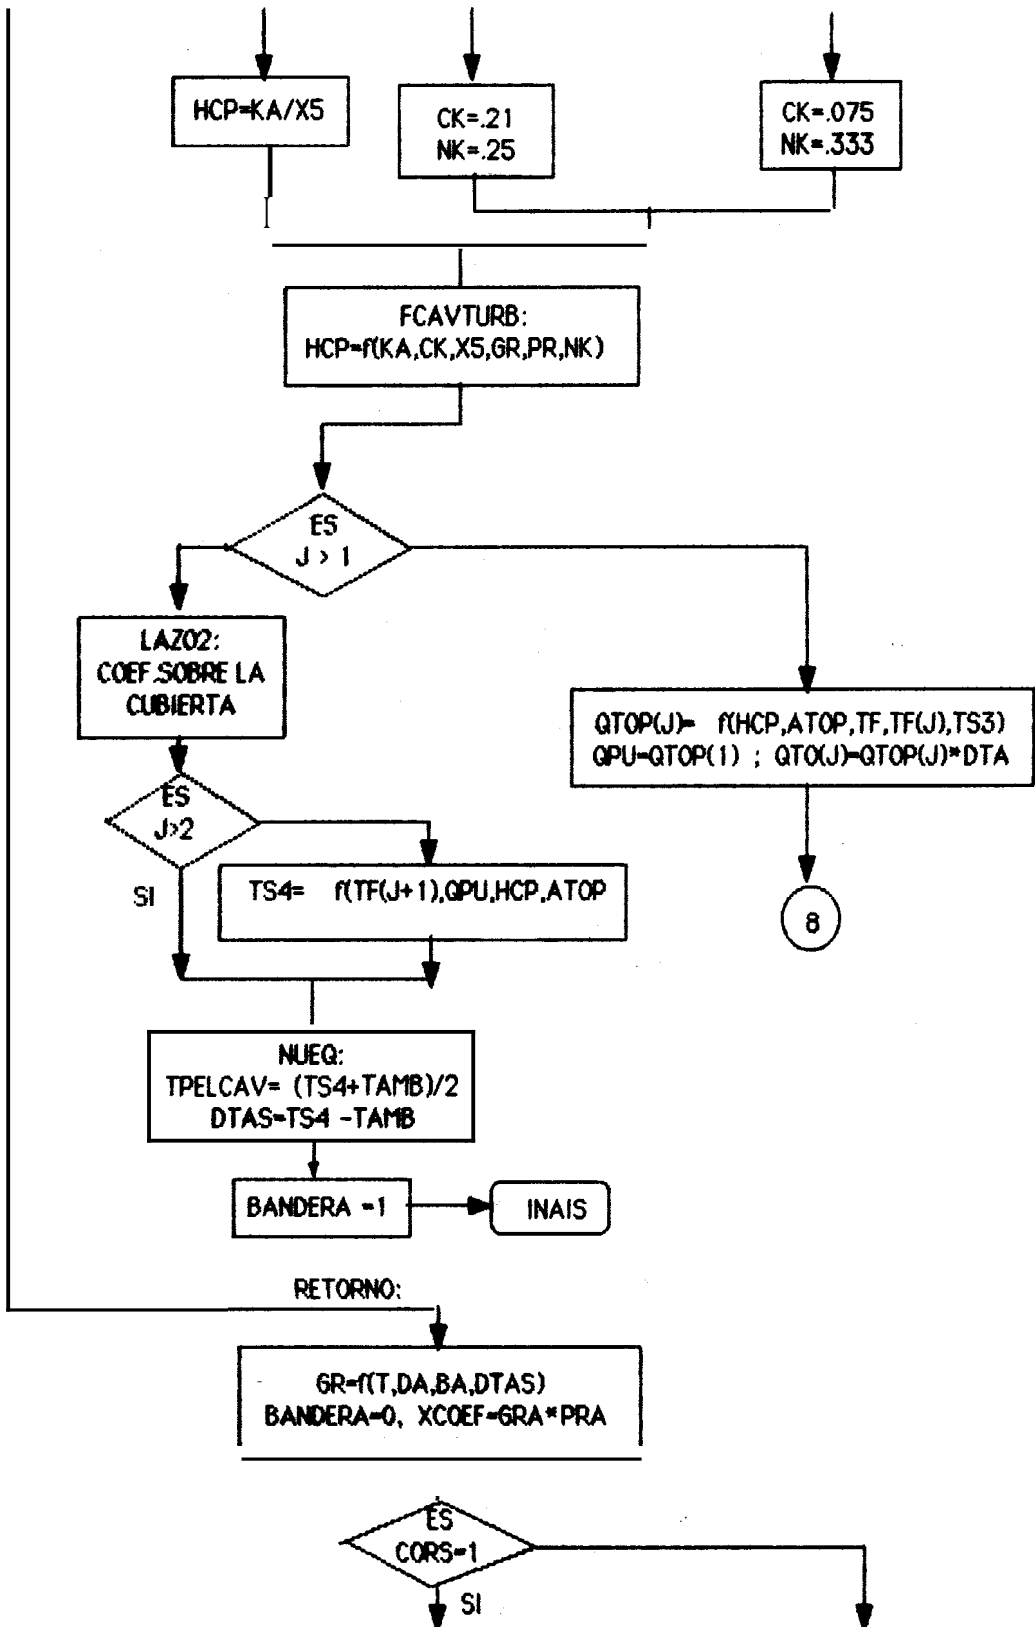 HCP=KA/X5
CK=.21
NK=.25
CK=.075
NK=.333
FCAVTURB:
HCP=f(KA,CK,X5,GR,PR,NK)
ES
J > 1
LAZO2:
COEF.SOBRE LA
CUBIERTA
QTOP(J)= f(HCP,ATOP,TF,TF(J),TS3)
QPU=QTOP(1) ; QTO(J)=QTOP(J)*DTA
ES
J>2
SI
TS4= f(TF(J+1),QPU,HCP,ATOP
8
NUEQ:
TPELCAV= (TS4+TAMB)/2
DTAS=TS4 -TAMB
BANDERA =1
INAIS
RETORNO:
GR=f(T,DA,BA,DTAS)
BANDERA=0, XCOEF=GRA*PRA
ES
CORS=1
SI